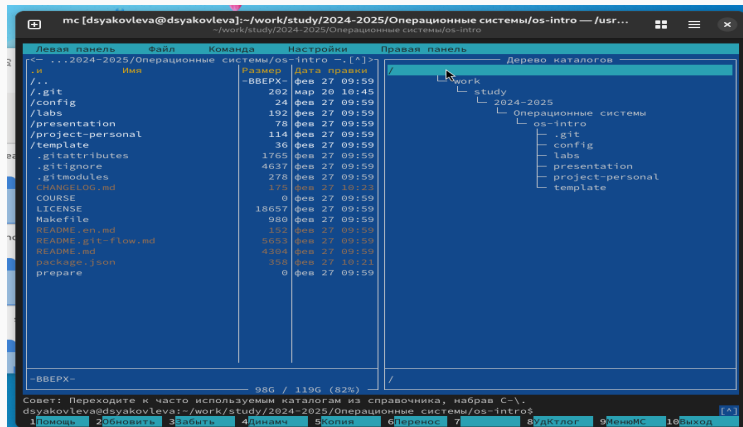 mc [dsyakovleva@dsyakovleva]:~/work/study/2024-2025/Операционные системы/os-intro — /usr...
~/work/study/2024-2025/Операционные системы/os-intro
Левая панель Файл Команда Настройки Правая панель
<— ...2024-2025/Операционные системы/os-intro —.[^]>
Дерево каталогов
.и Имя Размер Дата правки
/.. -ВВЕРХ- фев 27 09:59
/.git 202 мар 20 10:45
/config 24 фев 27 09:59
/labs 192 фев 27 09:59
/presentation 78 фев 27 09:59
/project-personal 114 фев 27 09:59
/template 36 фев 27 09:59
.gitattributes 1765 фев 27 09:59
.gitignore 4637 фев 27 09:59
.gitmodules 278 фев 27 09:59
CHANGELOG.md 175 фев 27 10:23
COURSE 0 фев 27 09:59
LICENSE 18657 фев 27 09:59
Makefile 980 фев 27 09:59
README.en.md 152 фев 27 09:59
README.git-flow.md 5653 фев 27 09:59
README.md 4304 фев 27 09:59
package.json 358 фев 27 10:21
prepare 0 фев 27 09:59
-ВВЕРХ-
98G / 119G (82%)
/
work
study
2024-2025
Операционные системы
os-intro
.git
config
labs
presentation
project-personal
template
/
Совет: Переходите к часто используемым каталогам из справочника, набрав C-\.
dsyakovleva@dsyakovleva:~/work/study/2024-2025/Операционные системы/os-intro$ [^]
1Помощь 2Обновить 3Забыть 4Динамч 5Копия 6Перенос 7 8УдКтлог 9МенюMC 10Выход